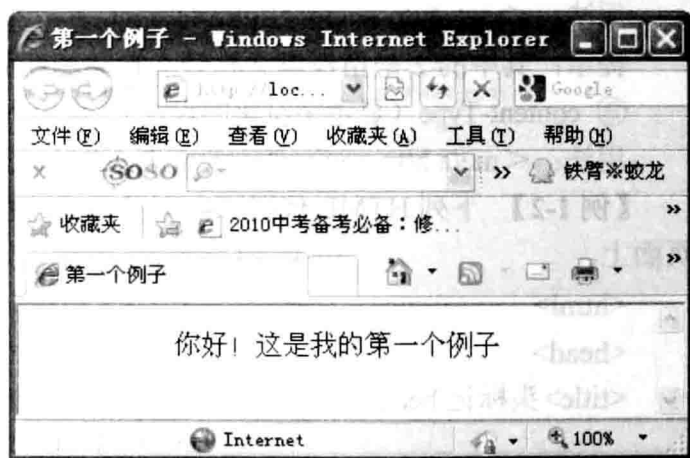 第一个例子 - Windows Internet Explorer
http://loc... Google
文件(F) 编辑(E) 查看(V) 收藏夹(A) 工具(T) 帮助(H)
× SOSO » 铁臂※蛟龙
收藏夹 2010中考备考必备：修... »
第一个例子 »
你好！这是我的第一个例子
Internet 100%